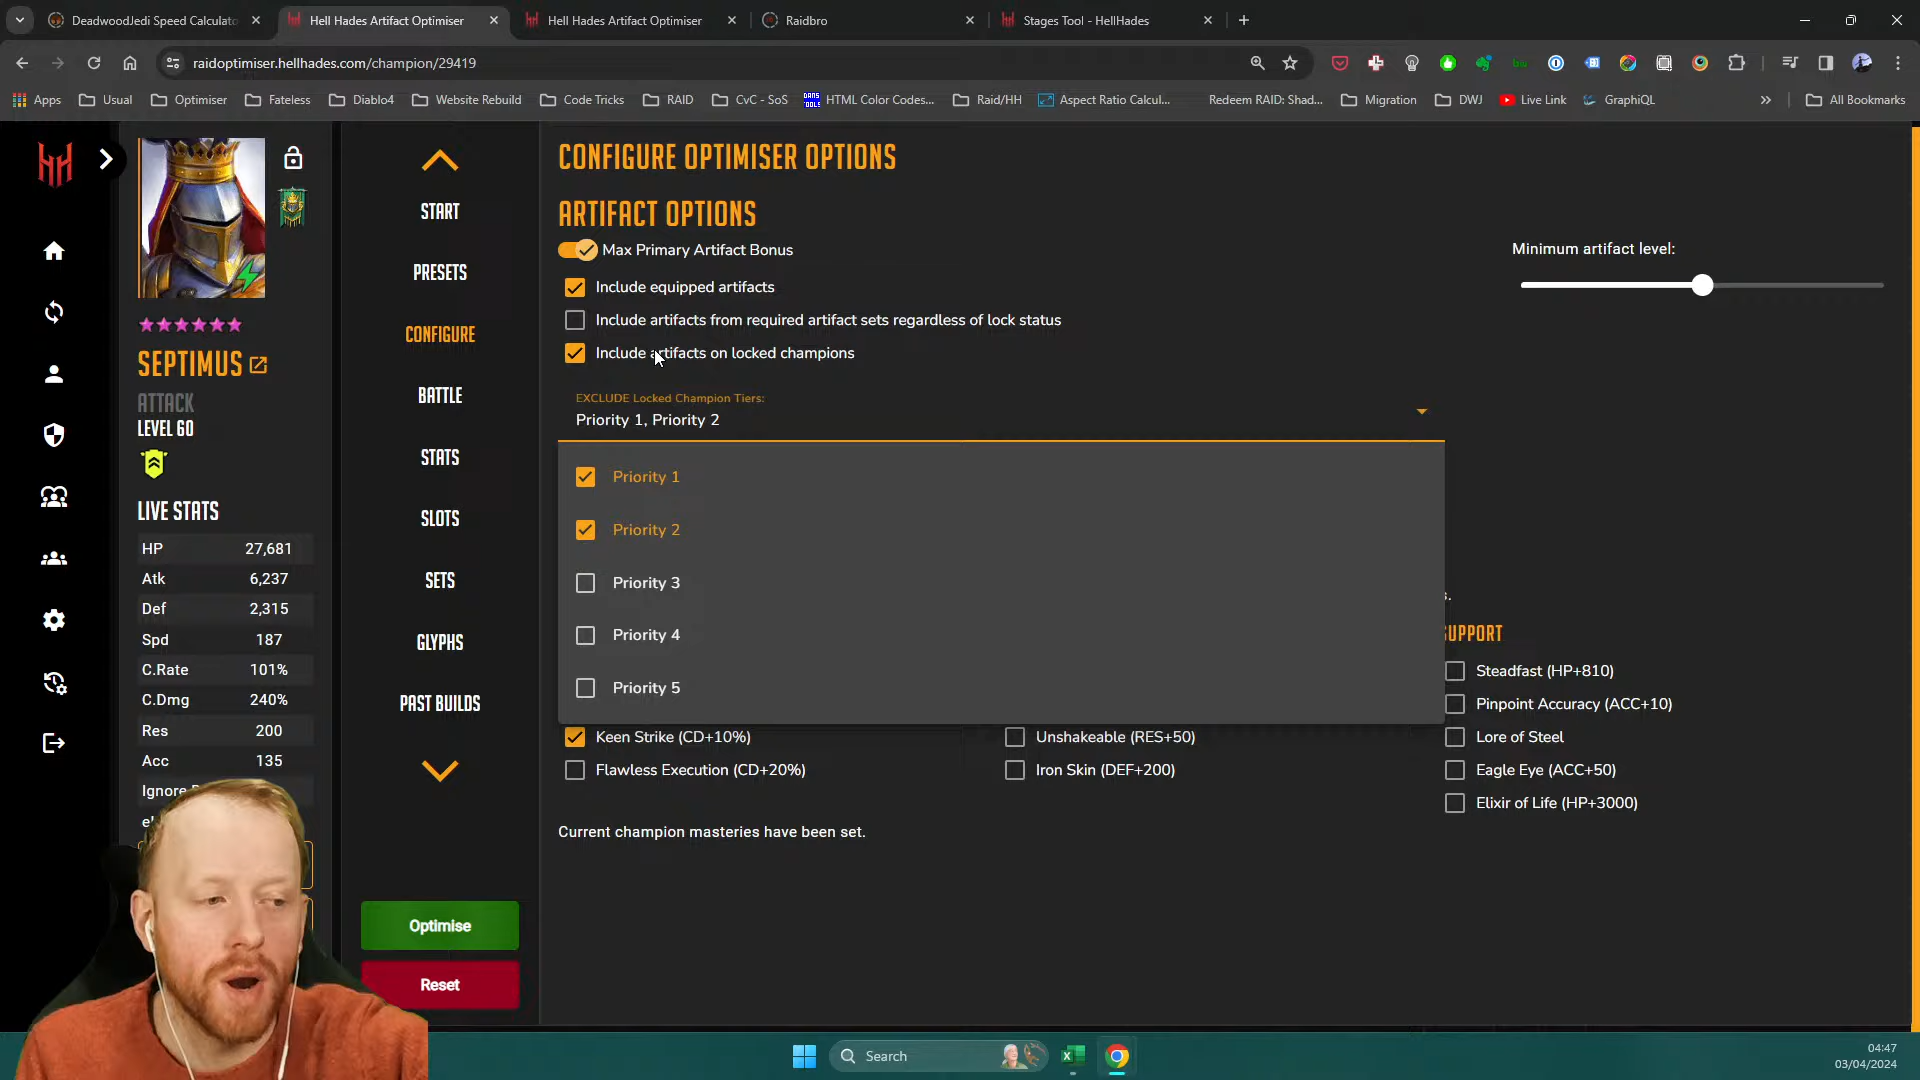 DeadwoodJedi Speed Calculato
Hell Hades Artifact Optimiser
Hell Hades Artifact Optimiser
Raidbro
Stages Tool - HellHades
raidoptimiser.hellhades.com/champion/29419
Apps
Usual
Optimiser
Fateless
Diablo4
Website Rebuild
Code Tricks
RAID
CvC - SoS
HTML Color Codes...
Raid/HH
Aspect Ratio Calcul...
Redeem RAID: Shad...
Migration
DWJ
Live Link
GraphiQL
All Bookmarks
SEPTIMUS
ATTACK
LEVEL 60
LIVE STATS
HP 27,681
Atk 6,237
Def 2,315
Spd 187
C.Rate 101%
C.Dmg 240%
Res 200
Acc 135
Ignore
START
PRESETS
CONFIGURE
BATTLE
STATS
SLOTS
SETS
GLYPHS
PAST BUILDS
Optimise
Reset
CONFIGURE OPTIMISER OPTIONS
ARTIFACT OPTIONS
Max Primary Artifact Bonus
Include equipped artifacts
Include artifacts from required artifact sets regardless of lock status
Include artifacts on locked champions
Minimum artifact level:
EXCLUDE Locked Champion Tiers:
Priority 1, Priority 2
Priority 1
Priority 2
Priority 3
Priority 4
Priority 5
s.
SUPPORT
Steadfast (HP+810)
Pinpoint Accuracy (ACC+10)
Keen Strike (CD+10%)
Unshakeable (RES+50)
Lore of Steel
Flawless Execution (CD+20%)
Iron Skin (DEF+200)
Eagle Eye (ACC+50)
Elixir of Life (HP+3000)
Current champion masteries have been set.
Search
04:47
03/04/2024